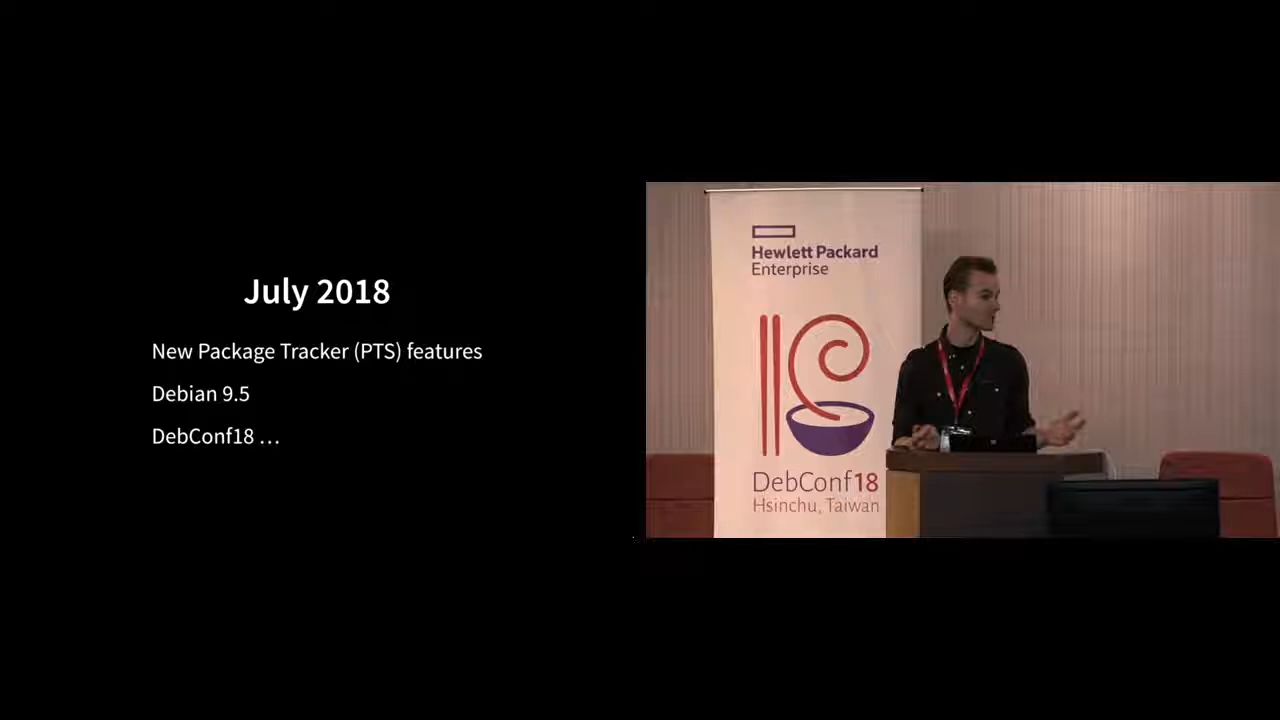 July 2018
New Package Tracker (PTS) features
Debian 9.5
DebConf18 …
Hewlett Packard
Enterprise
DebConf18
Hsinchu, Taiwan